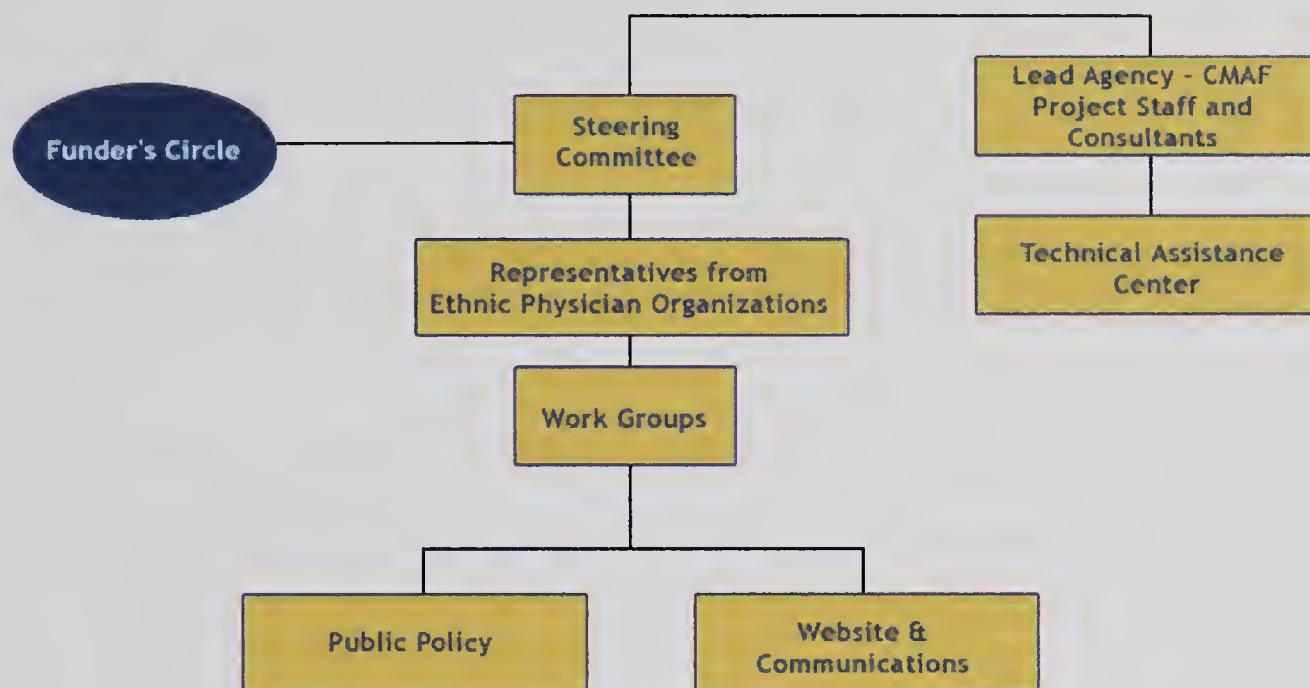 Funder's Circle
Steering
Committee
Lead Agency - CMAF
Project Staff and
Consultants
Representatives from
Ethnic Physician Organizations
Technical Assistance
Center
Work Groups
Public Policy
Website &
Communications